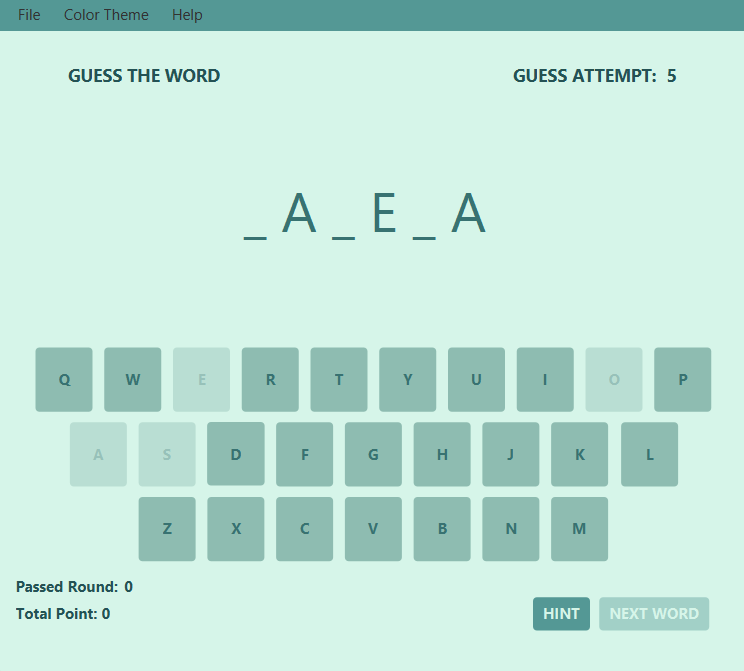 File Color Theme Help
GUESS THE WORD GUESS ATTEMPT: 5
_ A _ E _ A
Q W E R T Y U I O P
A S D F G H J K L
Z X C V B N M
Passed Round: 0
Total Point: 0
HINT NEXT WORD